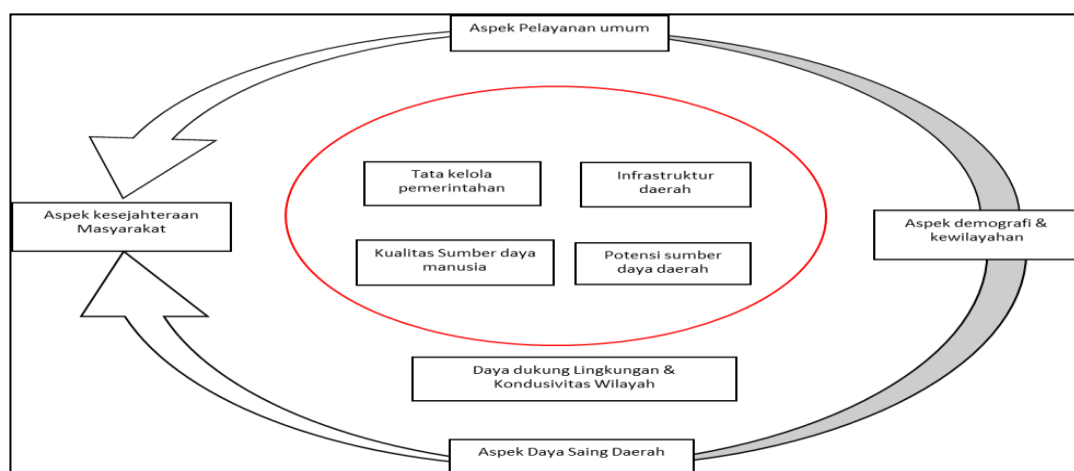 Aspek Pelayanan umum
Tata kelola
pemerintahan
Infrastruktur
daerah
Aspek kesejahteraan
Masyarakat
Aspek demografi &
kewilayahan
Kualitas Sumber daya
manusia
Potensi sumber
daya daerah
Daya dukung Lingkungan &
Kondusivitas Wilayah
Aspek Daya Saing Daerah